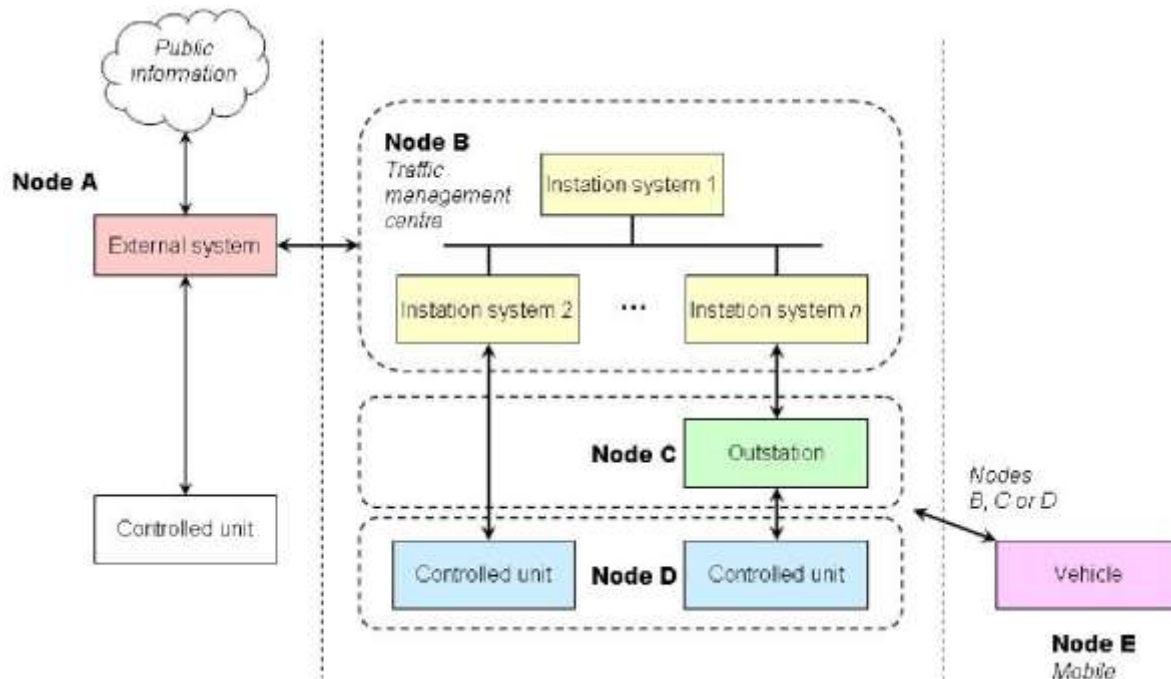 Public
information
Node A
External system
Controlled unit
Node B
Traffic
management
centre
Instation system 1
Instation system 2
...
Instation system n
Node C
Outstation
Node D
Controlled unit
Controlled unit
Nodes
B, C or D
Vehicle
Node E
Mobile